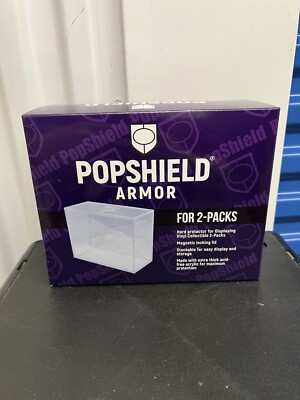 POPSHIELD®
ARMOR
FOR 2-PACKS
Hard protector for Displaying
Vinyl Collectible 2-Packs
Magnetic locking lid
Stackable for easy display and
storage
Made with extra thick acid-
free acrylic for maximum
protection
PopShield PopShield